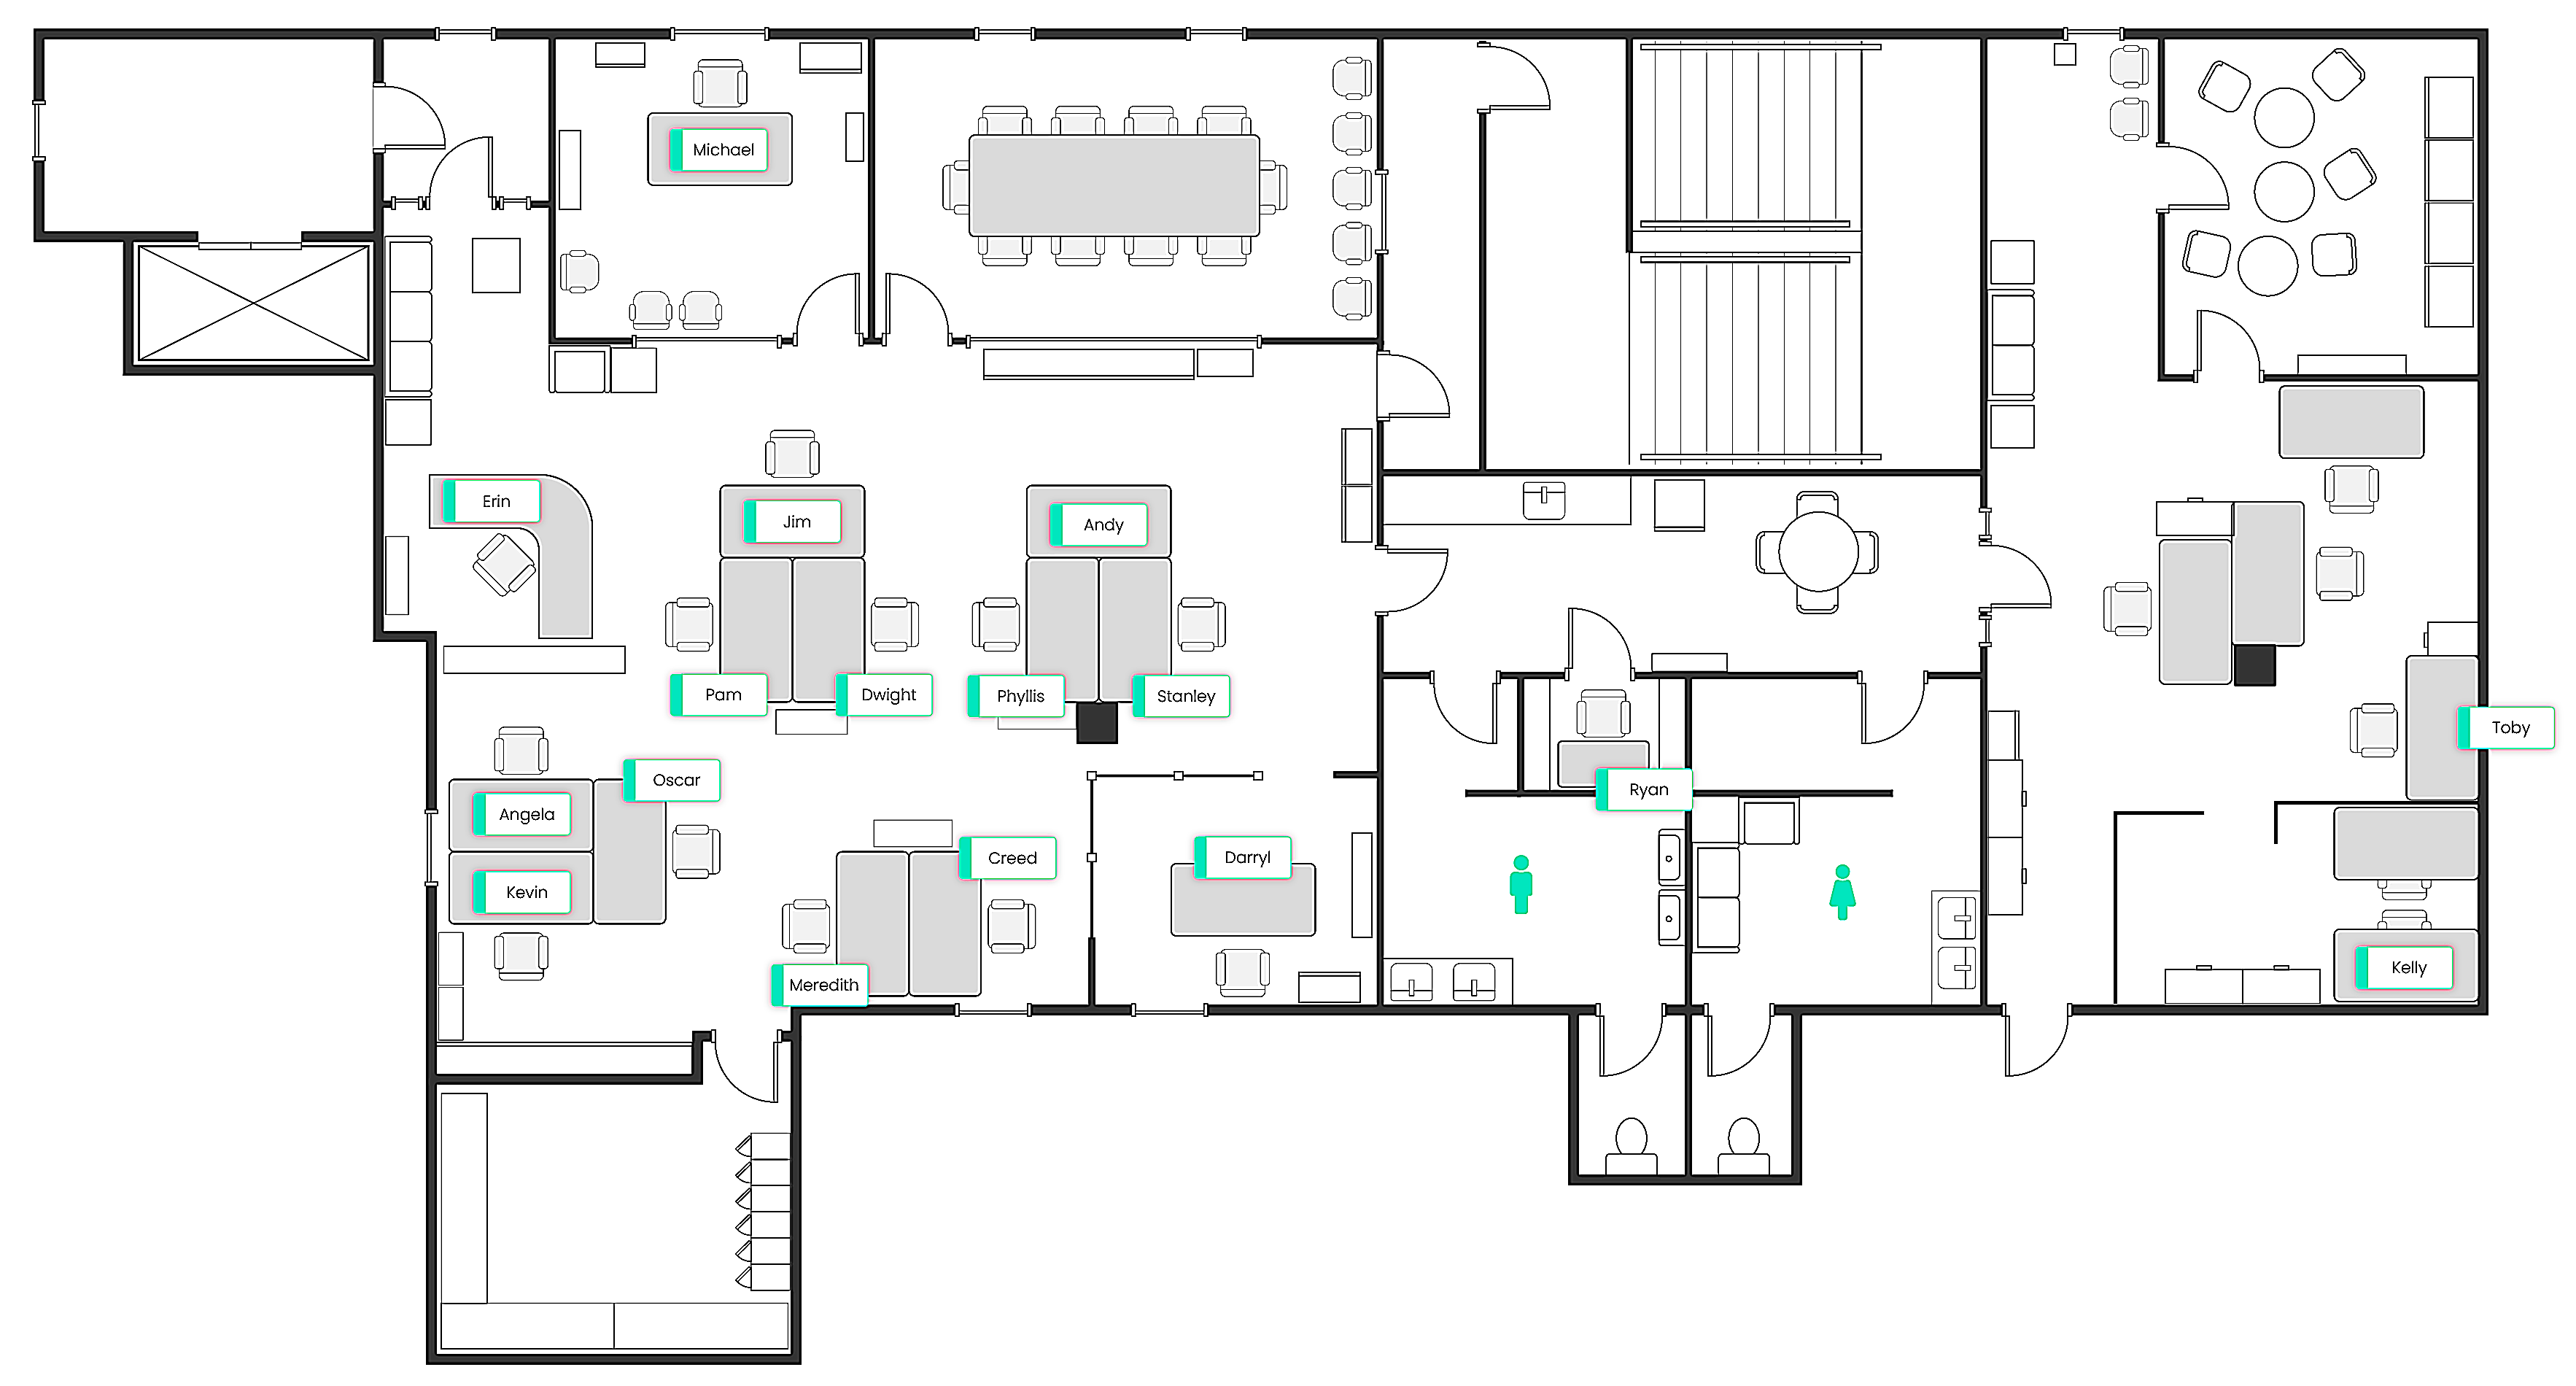 Michael
Erin
Jim
Andy
Pam
Dwight
Phyllis
Stanley
Toby
Oscar
Ryan
Angela
Creed
Darryl
Kevin
Kelly
Meredith